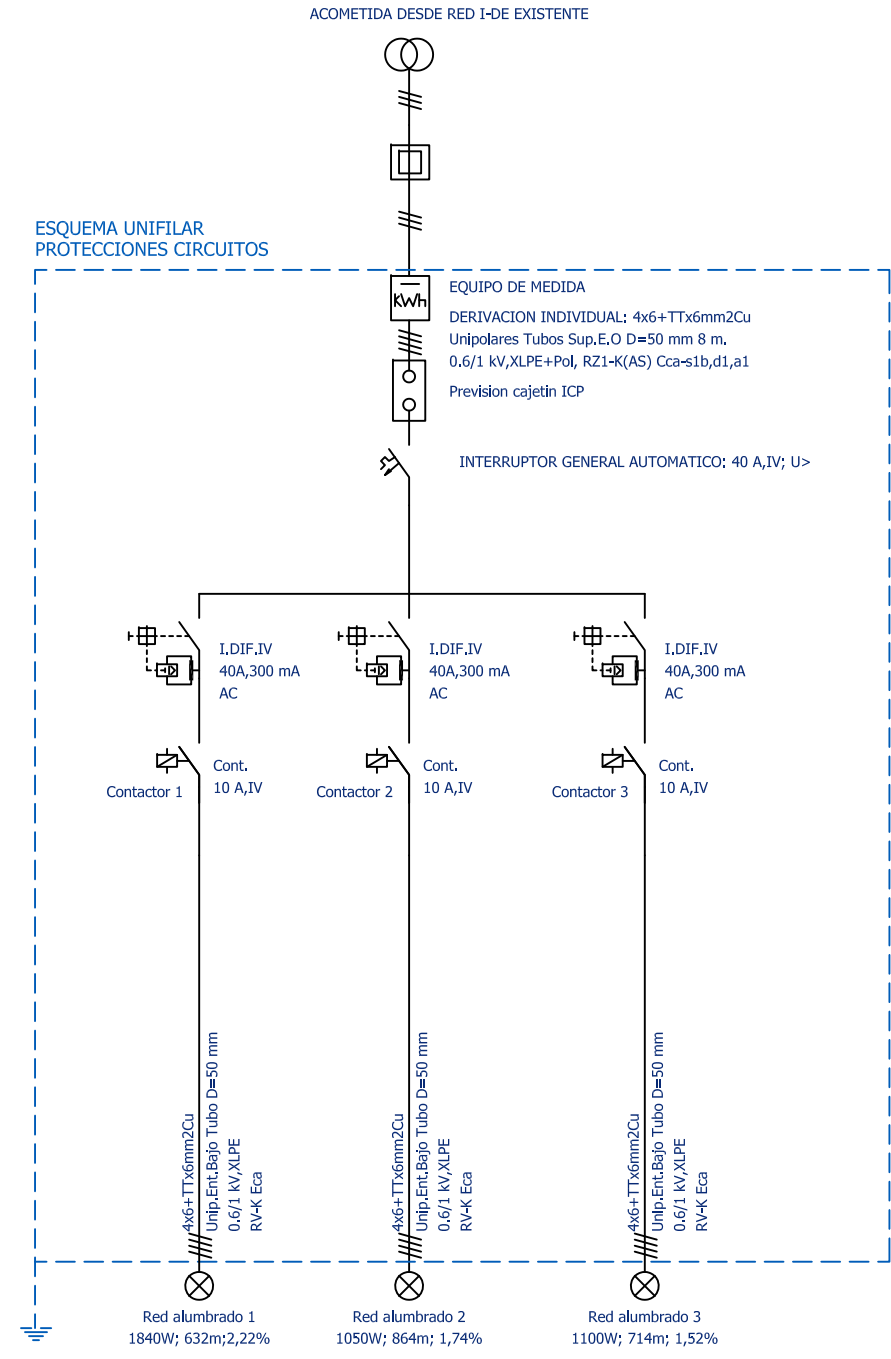 ACOMETIDA DESDE RED I-DE EXISTENTE
ESQUEMA UNIFILAR
PROTECCIONES CIRCUITOS
KWh
EQUIPO DE MEDIDA
DERIVACION INDIVIDUAL: 4x6+TTx6mm2Cu
Unipolares Tubos Sup.E.O D=50 mm 8 m.
0.6/1 kV,XLPE+Pol, RZ1-K(AS) Cca-s1b,d1,a1
Prevision cajetin ICP
INTERRUPTOR GENERAL AUTOMATICO: 40 A,IV; U>
I.DIF.IV
40A,300 mA
AC
I.DIF.IV
40A,300 mA
AC
I.DIF.IV
40A,300 mA
AC
Contactor 1
Cont.
10 A,IV
Contactor 2
Cont.
10 A,IV
Contactor 3
Cont.
10 A,IV
4x6+TTx6mm2Cu
Unip.Ent.Bajo Tubo D=50 mm
0.6/1 kV,XLPE
RV-K Eca
4x6+TTx6mm2Cu
Unip.Ent.Bajo Tubo D=50 mm
0.6/1 kV,XLPE
RV-K Eca
4x6+TTx6mm2Cu
Unip.Ent.Bajo Tubo D=50 mm
0.6/1 kV,XLPE
RV-K Eca
Red alumbrado 1
1840W; 632m;2,22%
Red alumbrado 2
1050W; 864m; 1,74%
Red alumbrado 3
1100W; 714m; 1,52%